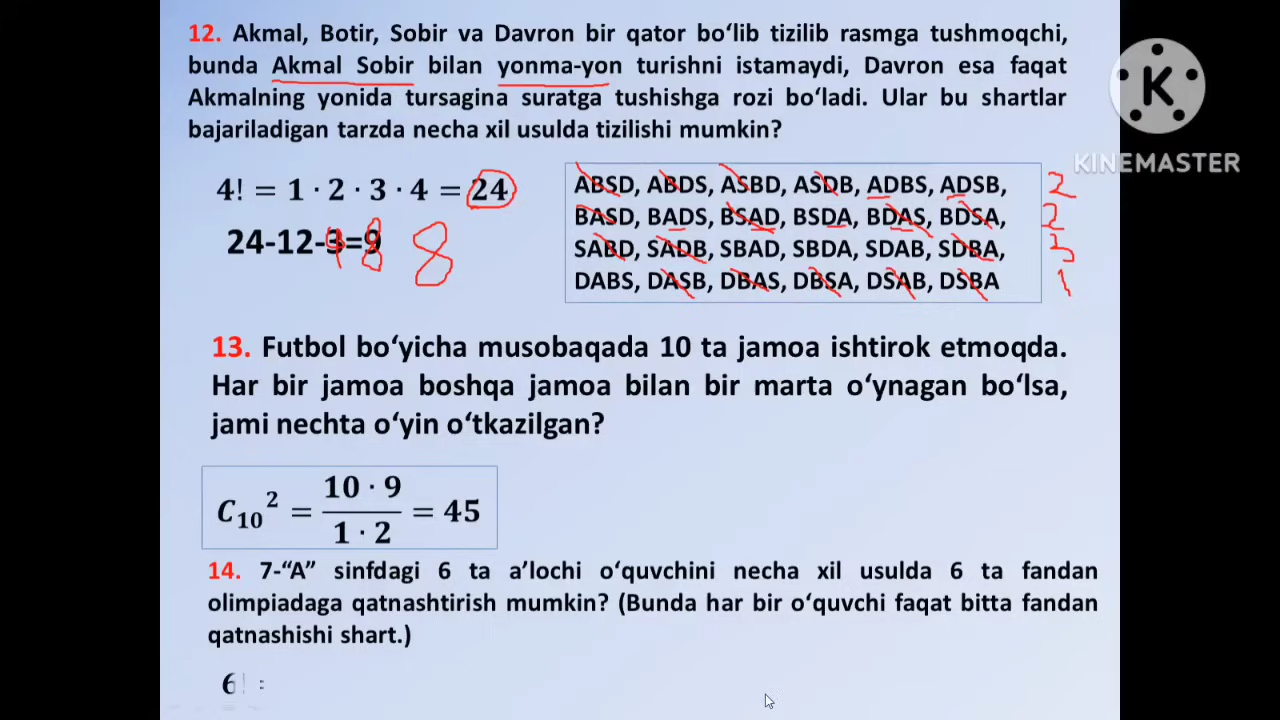 12. Akmal, Botir, Sobir va Davron bir qator bo‘lib tizilib rasmga tushmoqchi,
bunda Akmal Sobir bilan yonma-yon turishni istamaydi, Davron esa faqat
Akmalning yonida tursagina suratga tushishga rozi bo‘ladi. Ular bu shartlar
bajariladigan tarzda necha xil usulda tizilishi mumkin?
K
KINEMASTER
4! = 1 · 2 · 3 · 4 = 24
24-12-3=9
4 8 8
ABSD, ABDS, ASBD, ASDB, ADBS, ADSB, 2
BASD, BADS, BSAD, BSDA, BDAS, BDSA, 2
SABD, SADB, SBAD, SBDA, SDAB, SDBA, 3
DABS, DASB, DBAS, DBSA, DSAB, DSBA 1
13. Futbol bo‘yicha musobaqada 10 ta jamoa ishtirok etmoqda.
Har bir jamoa boshqa jamoa bilan bir marta o‘ynagan bo‘lsa,
jami nechta o‘yin o‘tkazilgan?
C₁₀² = 10 · 9 / 1 · 2 = 45
14. 7-“A” sinfdagi 6 ta a’lochi o‘quvchini necha xil usulda 6 ta fandan
olimpiadaga qatnashtirish mumkin? (Bunda har bir o‘quvchi faqat bitta fandan
qatnashishi shart.)
6! =